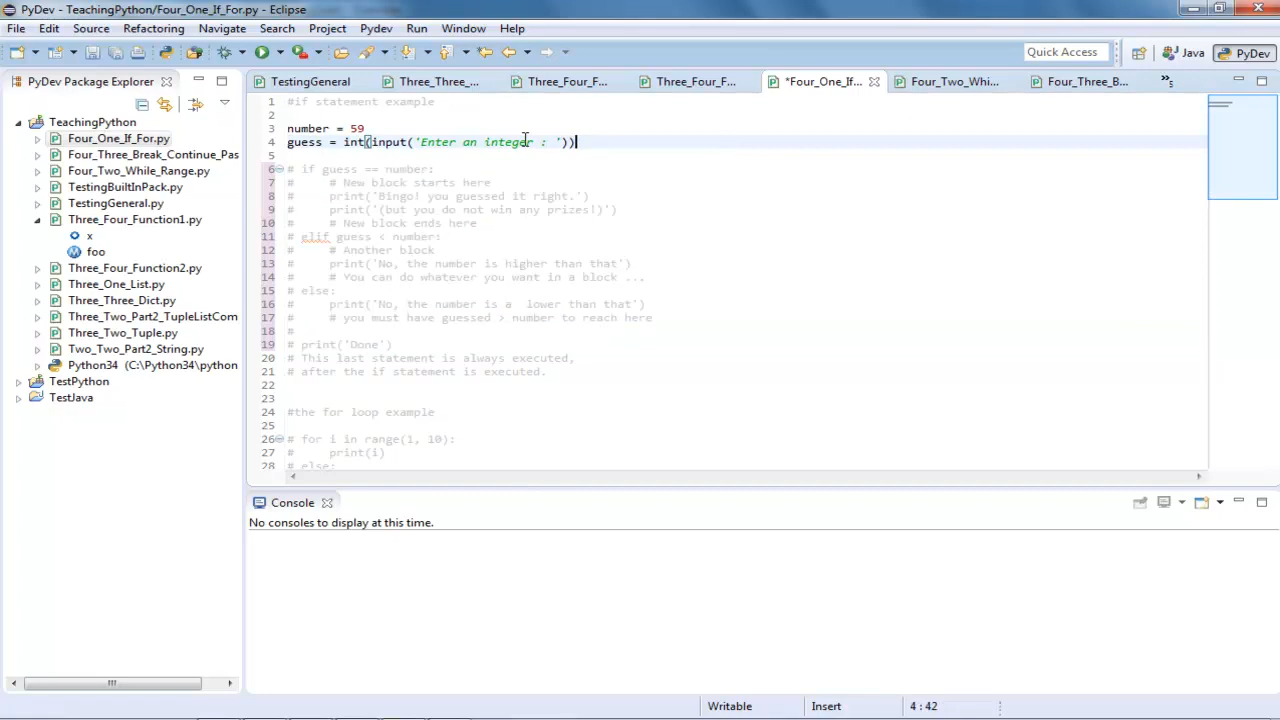 PyDev - TeachingPython/Four_One_If_For.py - Eclipse
File Edit Source Refactoring Navigate Search Project Pydev Run Window Help
Quick Access Java PyDev
PyDev Package Explorer
TestingGeneral Three_Three_... Three_Four_F... Three_Four_F... *Four_One_If... Four_Two_Whi... Four_Three_B... »5
TeachingPython
Four_One_If_For.py
Four_Three_Break_Continue_Pas
Four_Two_While_Range.py
TestingBuiltInPack.py
TestingGeneral.py
Three_Four_Function1.py
x
foo
Three_Four_Function2.py
Three_One_List.py
Three_Three_Dict.py
Three_Two_Part2_TupleListCom
Three_Two_Tuple.py
Two_Two_Part2_String.py
Python34 (C:\Python34\python
TestPython
TestJava
1 #if statement example
2
3 number = 59
4 guess = int(input('Enter an integer : '))
5
6 # if guess == number:
7 #     # New block starts here
8 #     print('Bingo! you guessed it right.')
9 #     print('(but you do not win any prizes!)')
10 #     # New block ends here
11 # elif guess < number:
12 #     # Another block
13 #     print('No, the number is higher than that')
14 #     # You can do whatever you want in a block ...
15 # else:
16 #     print('No, the number is a  lower than that')
17 #     # you must have guessed > number to reach here
18 #
19 # print('Done')
20 # This last statement is always executed,
21 # after the if statement is executed.
22
23
24 #the for loop example
25
26 # for i in range(1, 10):
27 #     print(i)
28 # else:
Console
No consoles to display at this time.
Writable Insert 4 : 42